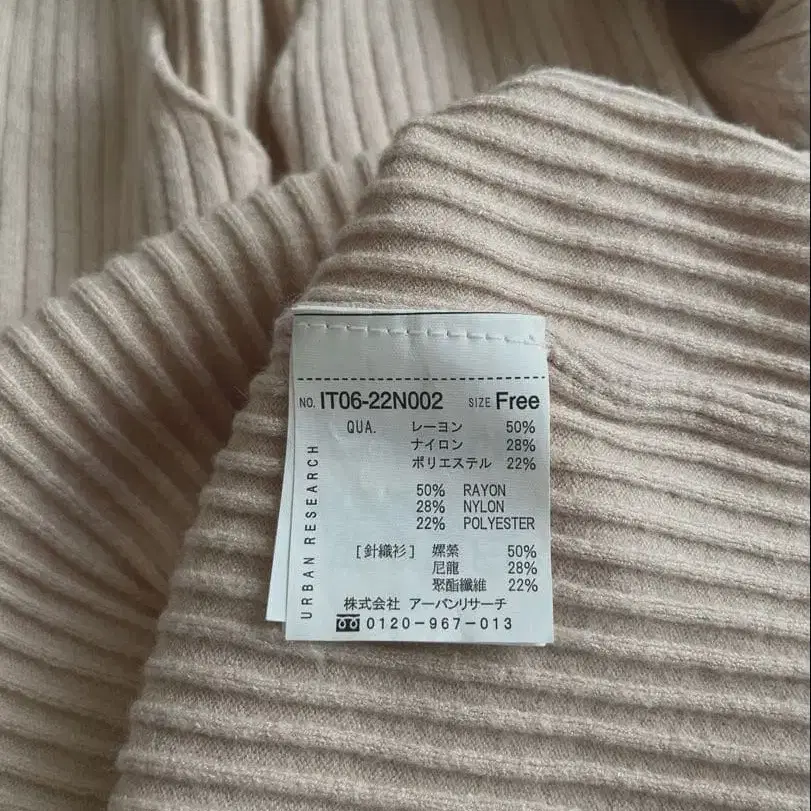 NO. IT06-22N002 SIZE Free
QUA. レーヨン 50%
ナイロン 28%
ポリエステル 22%
50% RAYON
28% NYLON
22% POLYESTER
[針織衫] 嫘縈 50%
尼龍 28%
聚酯纖維 22%
株式会社 アーバンリサーチ
0120-967-013
URBAN RESEARCH